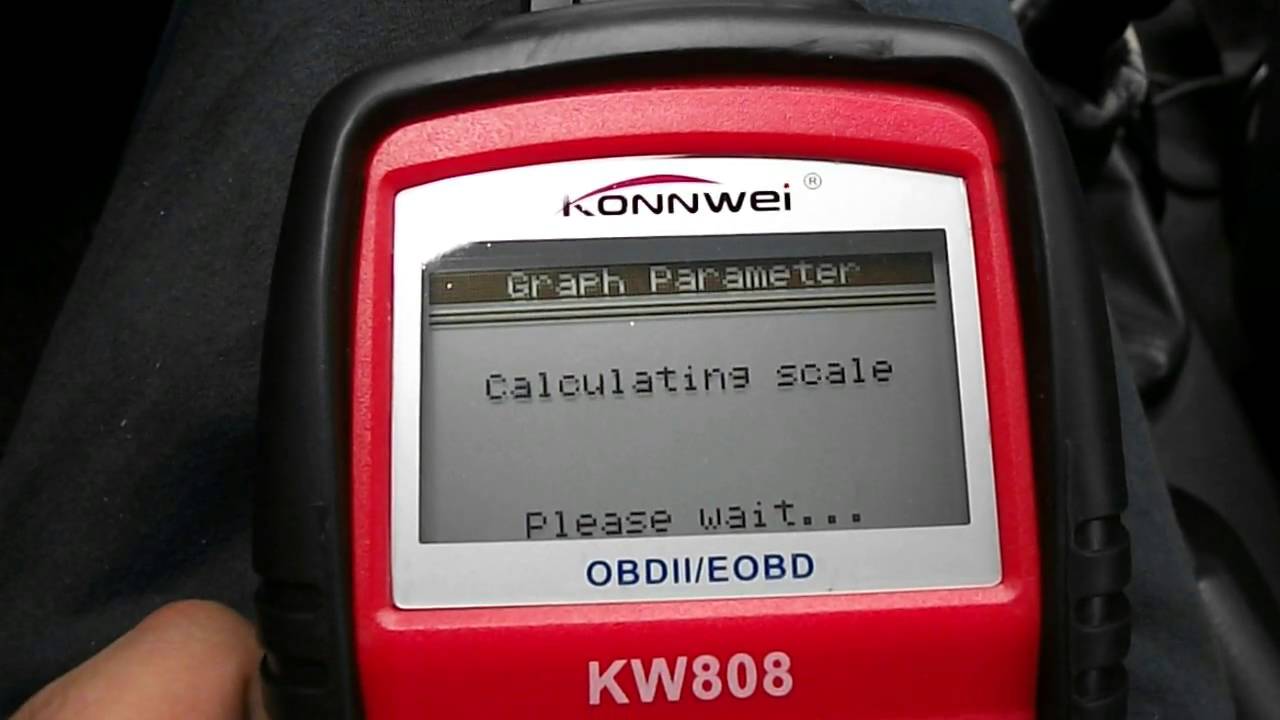 KONNWEI ®
Graph Parameter
Calculating scale
Please wait...
OBDII/EOBD
KW808